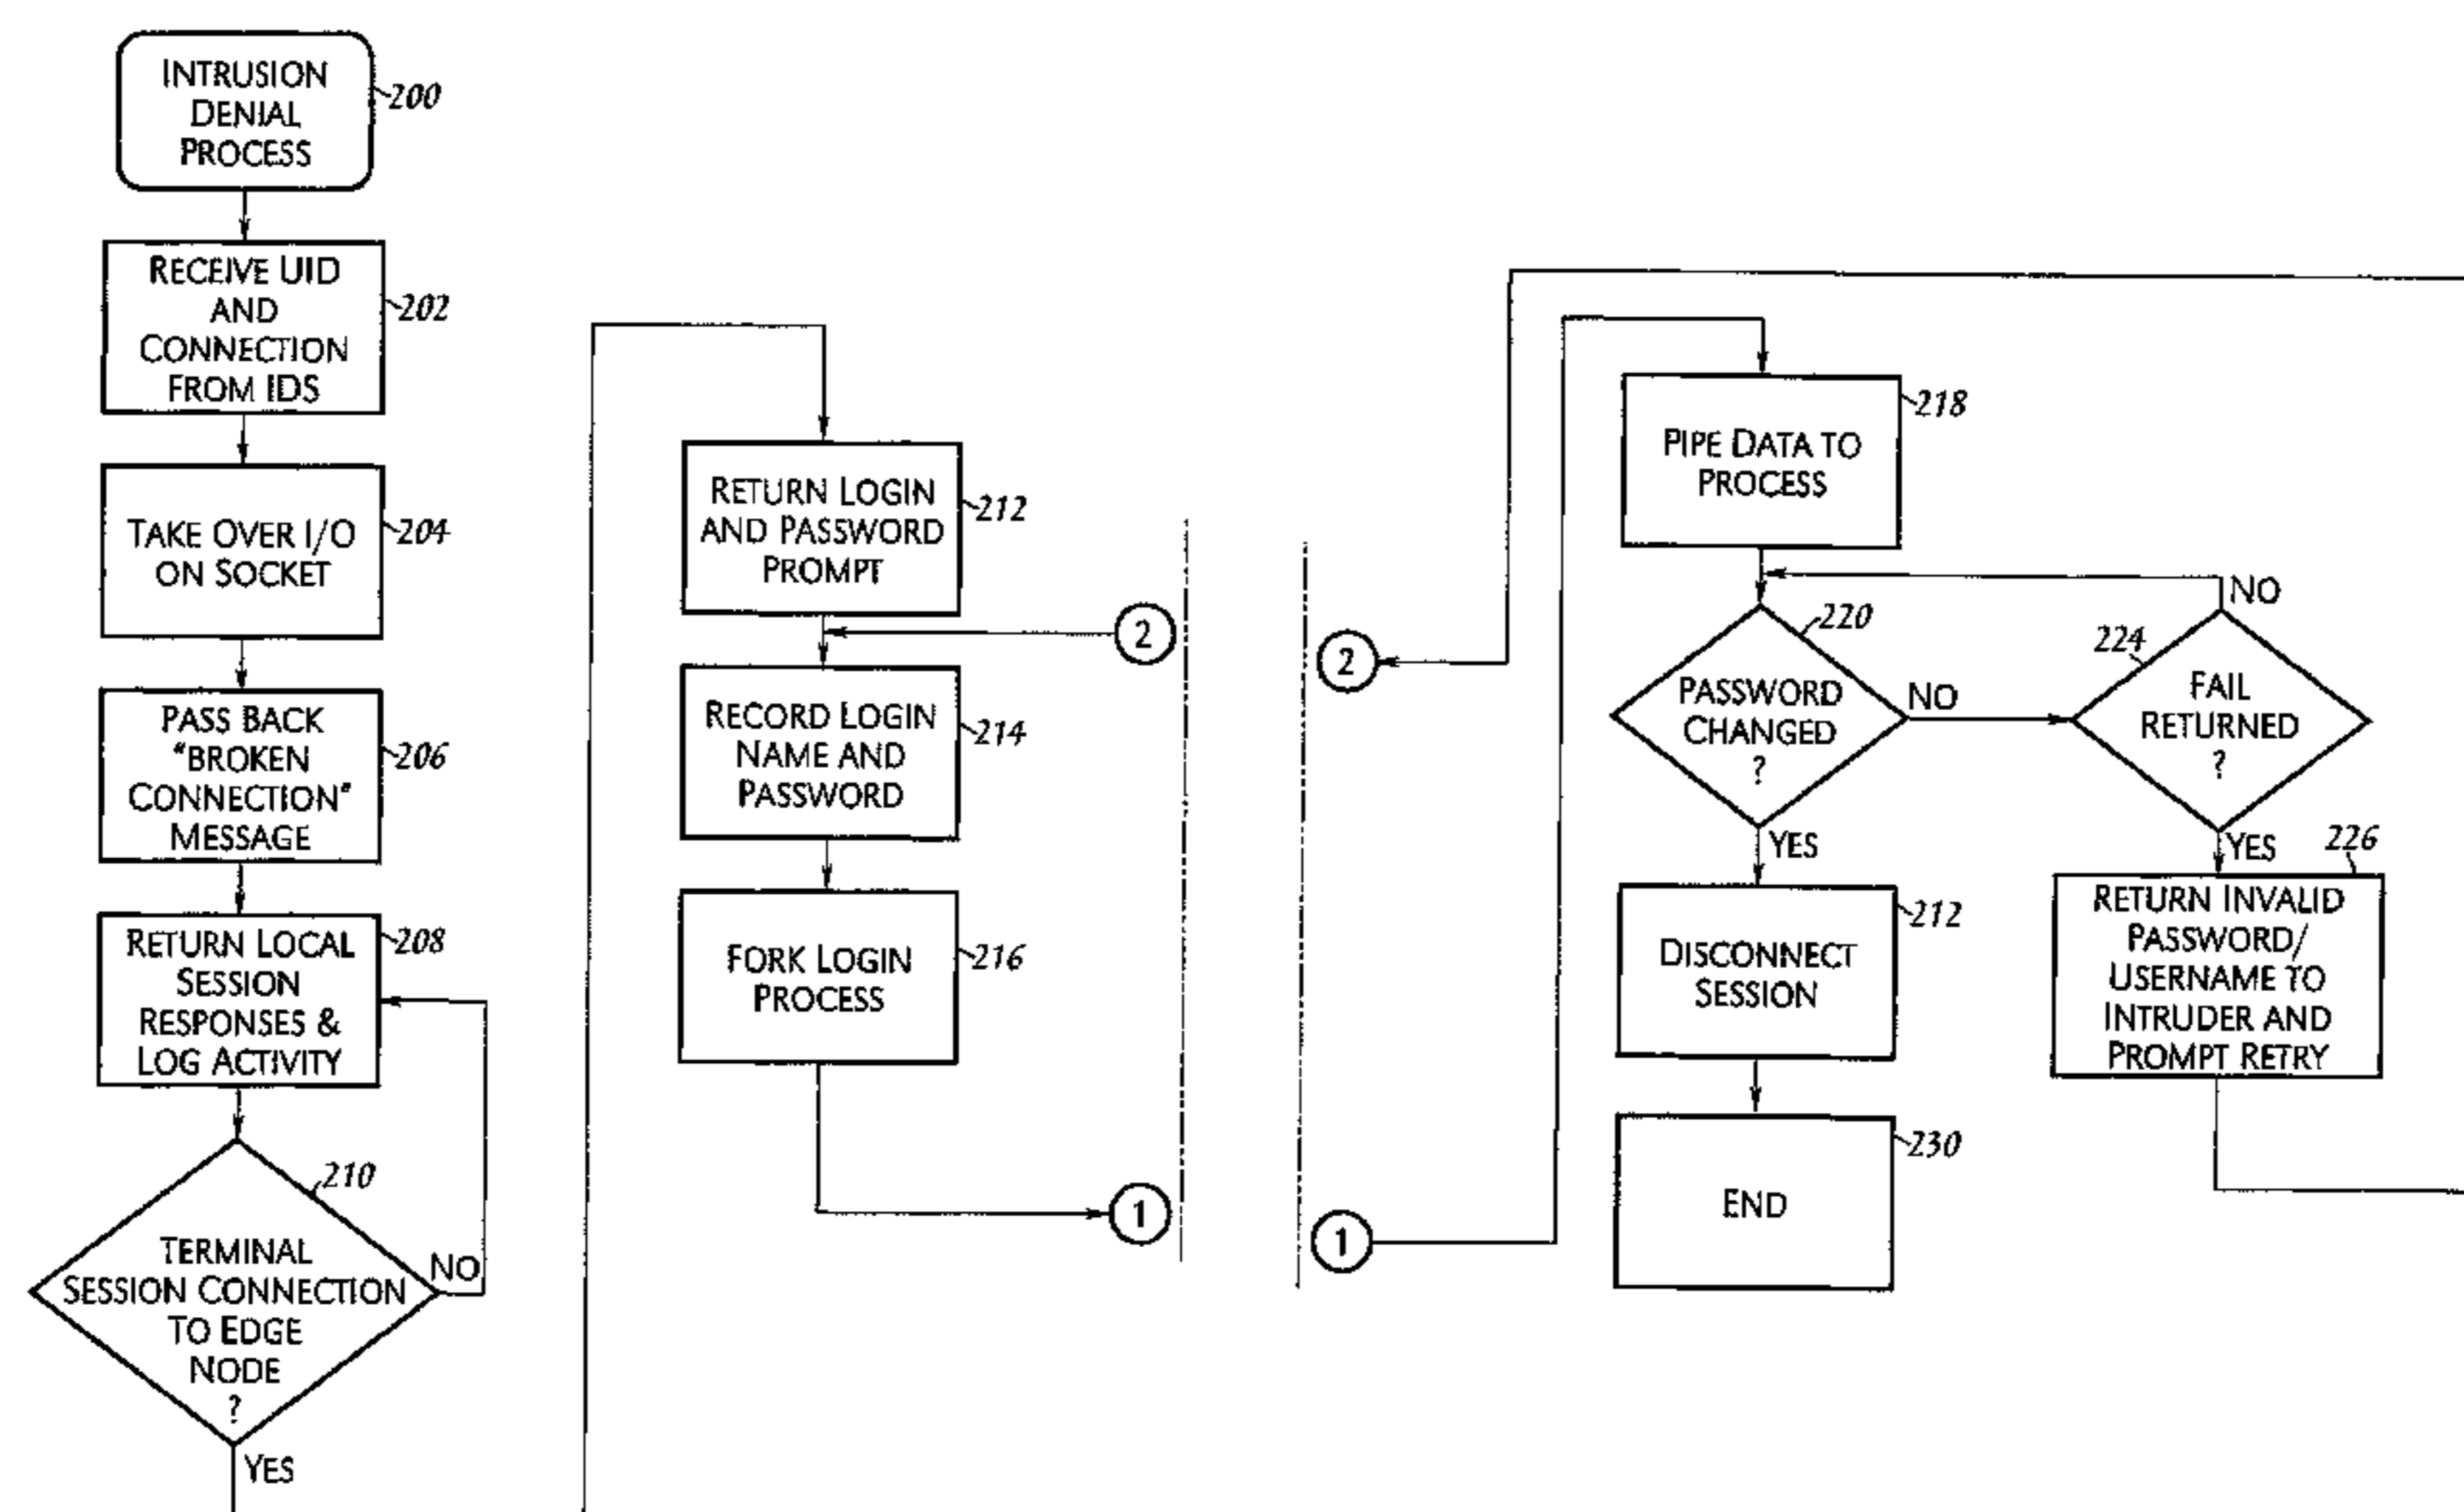 INTRUSION
DENIAL
PROCESS
200
RECEIVE UID
AND
CONNECTION
FROM IDS
202
TAKE OVER I/O
ON SOCKET
204
PASS BACK
"BROKEN
CONNECTION"
MESSAGE
206
RETURN LOCAL
SESSION
RESPONSES &
LOG ACTIVITY
208
210
TERMINAL
SESSION CONNECTION
TO EDGE
NODE
?
NO
YES
RETURN LOGIN
AND PASSWORD
PROMPT
212
2
RECORD LOGIN
NAME AND
PASSWORD
214
FORK LOGIN
PROCESS
216
1
2
1
PIPE DATA TO
PROCESS
218
220
PASSWORD
CHANGED
?
NO
YES
224
FAIL
RETURNED
?
NO
YES
DISCONNECT
SESSION
212
END
230
226
RETURN INVALID
PASSWORD/
USERNAME TO
INTRUDER AND
PROMPT RETRY